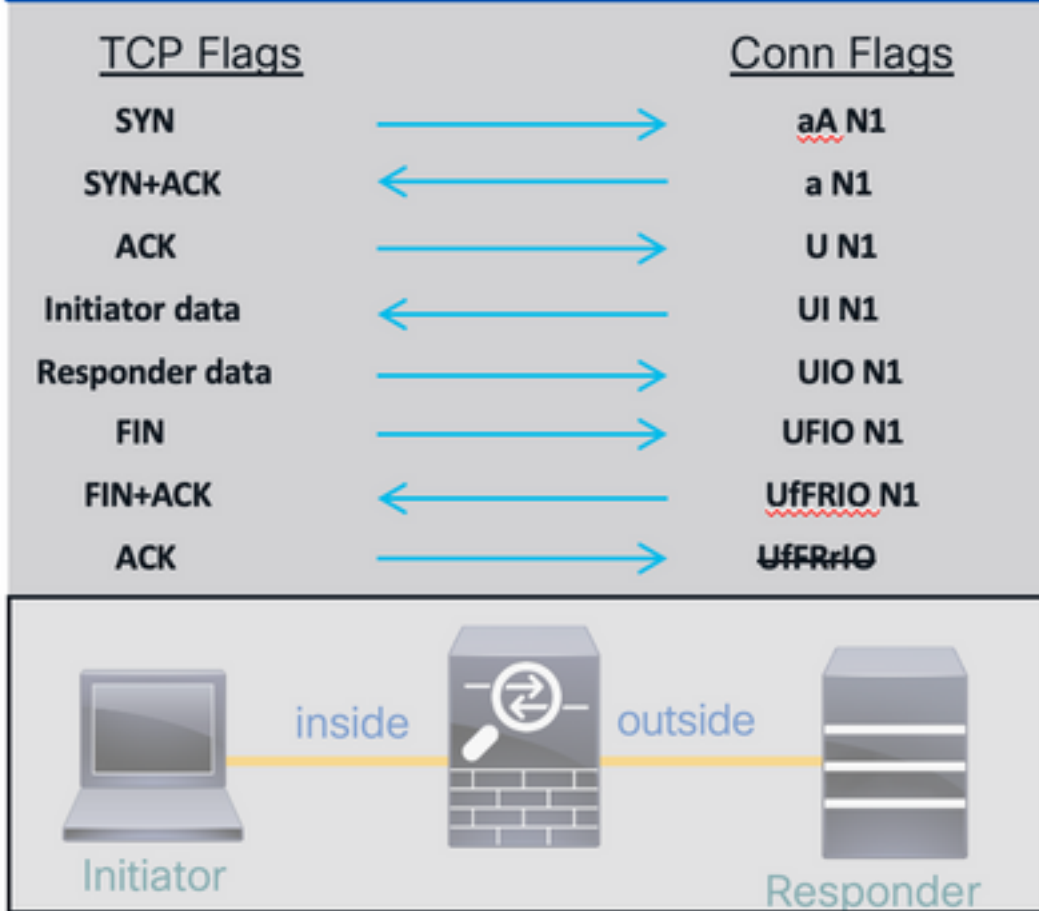 TCP Flags Conn Flags
SYN aA N1
SYN+ACK a N1
ACK U N1
Initiator data UI N1
Responder data UIO N1
FIN UFIO N1
FIN+ACK UfFRIO N1
ACK UfFRrIO
inside outside
Initiator
Responder